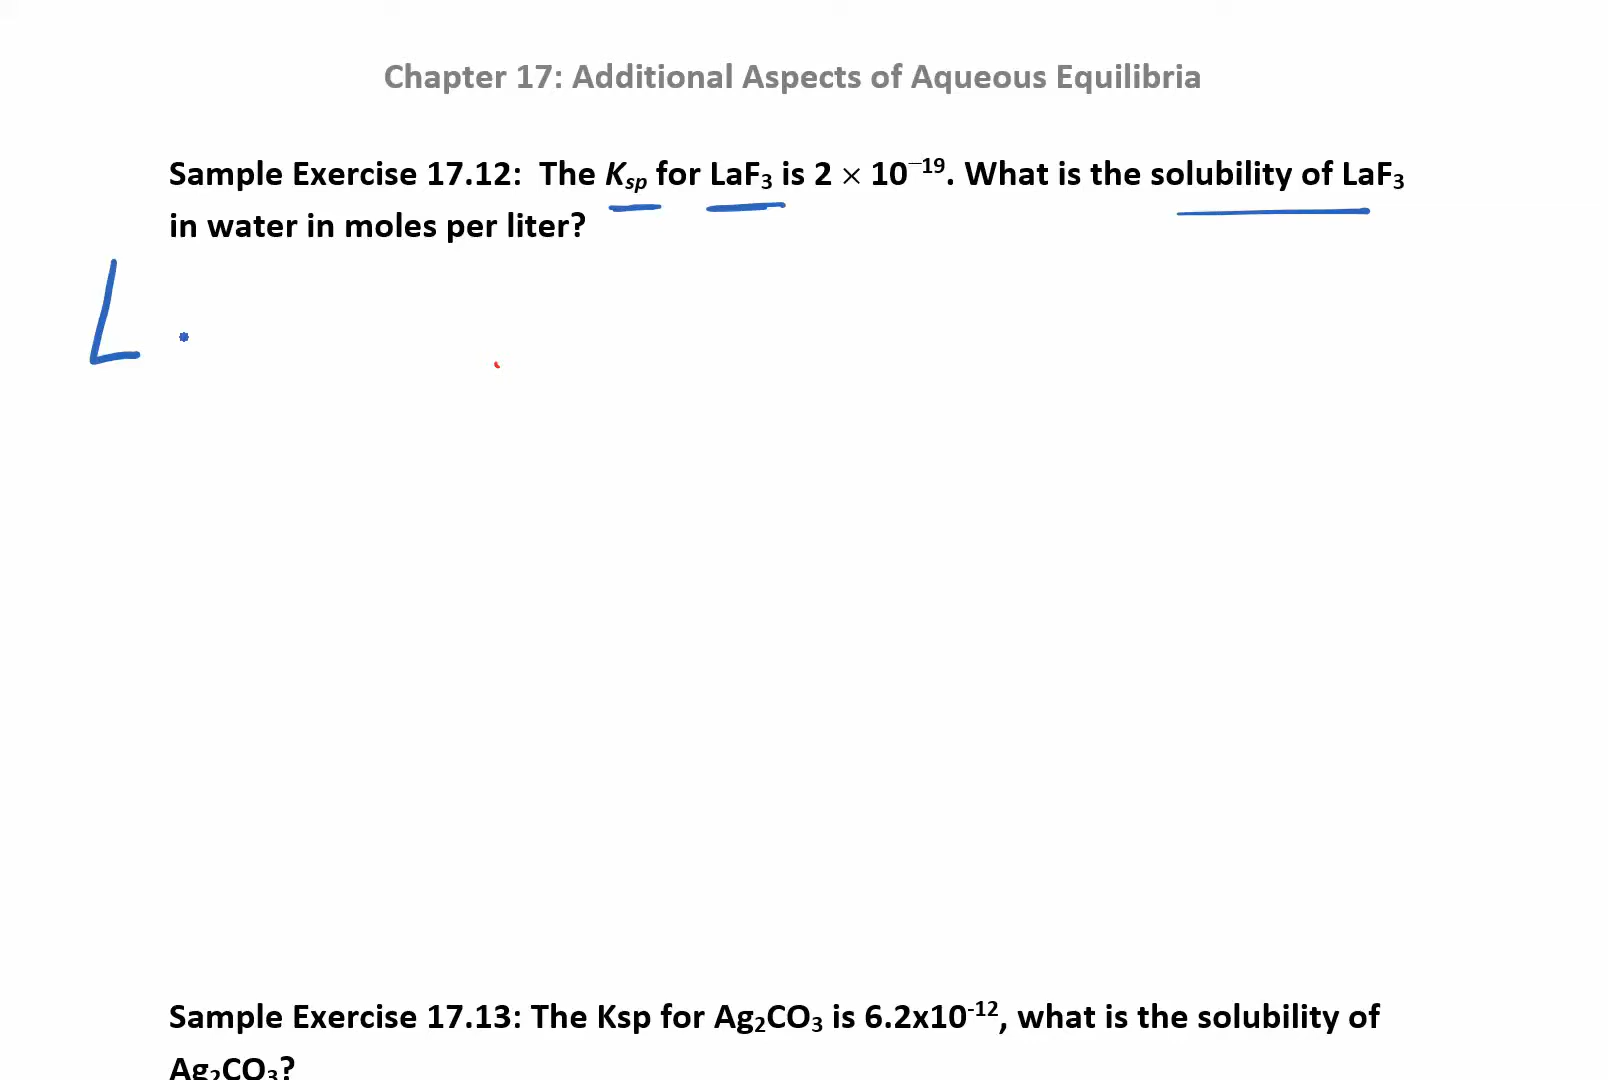 Chapter 17: Additional Aspects of Aqueous Equilibria
Sample Exercise 17.12: The Ksp for LaF₃ is 2 × 10⁻¹⁹. What is the solubility of LaF₃
in water in moles per liter?
L
Sample Exercise 17.13: The Ksp for Ag₂CO₃ is 6.2x10⁻¹², what is the solubility of
Ag₂CO₃?